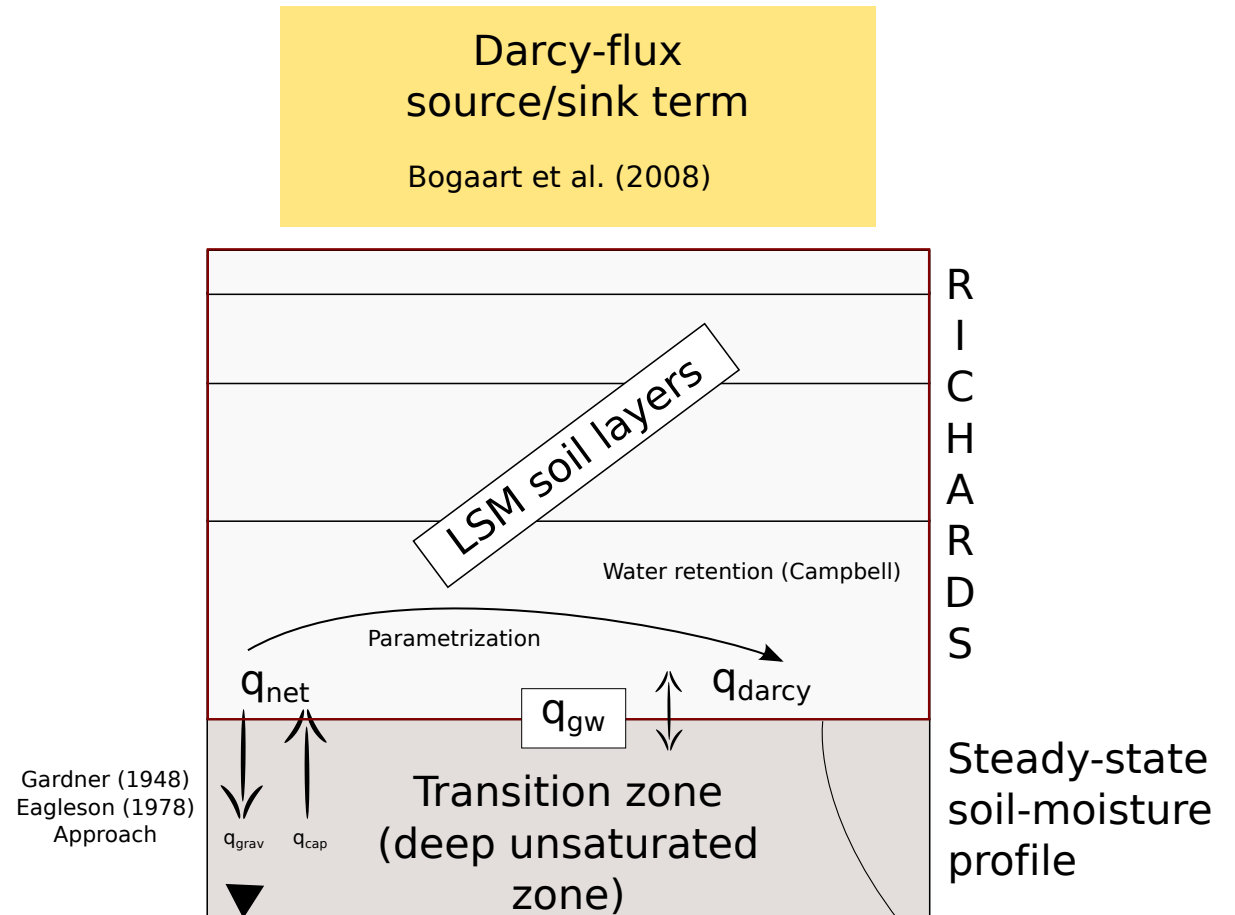 Darcy-flux
source/sink term
Bogaart et al. (2008)
R
I
C
H
A
R
D
S
LSM soil layers
Water retention (Campbell)
Parametrization
qnet
qgw
qdarcy
Gardner (1948)
Eagleson (1978)
Approach
qgrav
qcap
Transition zone
(deep unsaturated
zone)
Steady-state
soil-moisture
profile